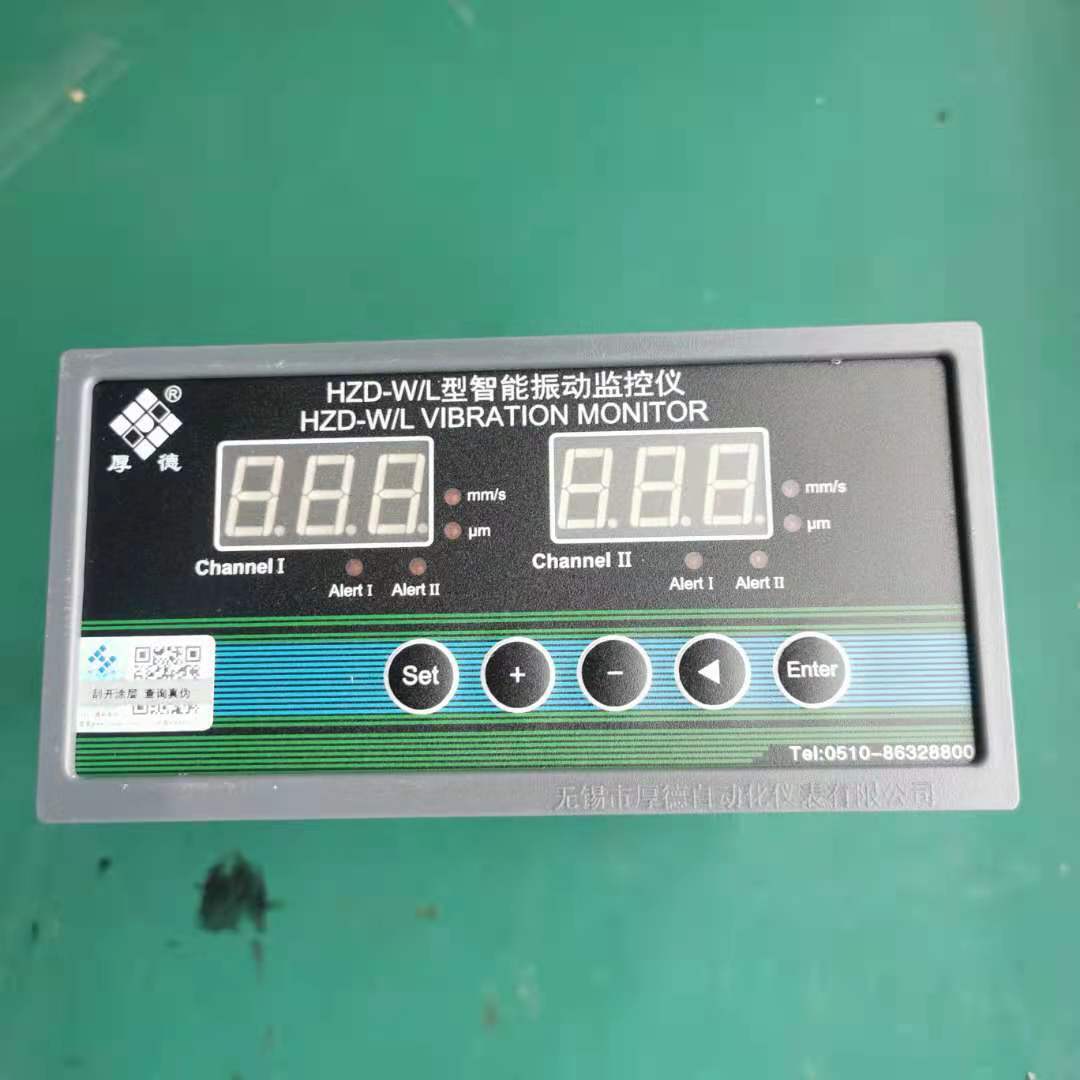 HZD-W/L型智能振动监控仪
HZD-W/L VIBRATION MONITOR
®
厚德
mm/s
μm
mm/s
μm
Channel I
Alert I
Alert II
Channel II
Alert I
Alert II
刮开涂层 查询真伪
Set
+
−
◀
Enter
Tel:0510-86328800
无锡市厚德自动化仪表有限公司